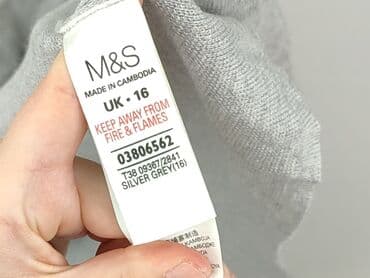 M&S
MADE IN CAMBODIA
UK • 16
KEEP AWAY FROM
FIRE & FLAMES
03806562
T38 09367/2841
SILVER GREY(16)